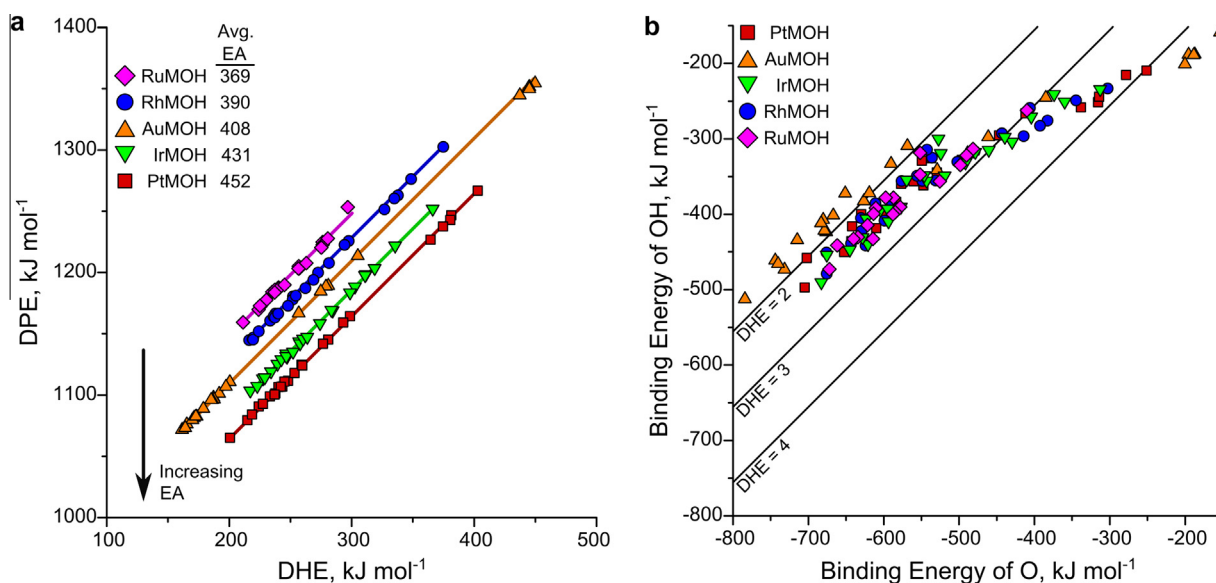 a
Avg.
EA
RuMOH 369
RhMOH 390
AuMOH 408
IrMOH 431
PtMOH 452
Increasing
EA
DPE, kJ mol-1
1400
1300
1200
1100
1000
100 200 300 400 500
DHE, kJ mol-1
b
PtMOH
AuMOH
IrMOH
RhMOH
RuMOH
DHE = 2
DHE = 3
DHE = 4
Binding Energy of OH, kJ mol-1
-200
-300
-400
-500
-600
-700
-800
-800 -700 -600 -500 -400 -300 -200
Binding Energy of O, kJ mol-1